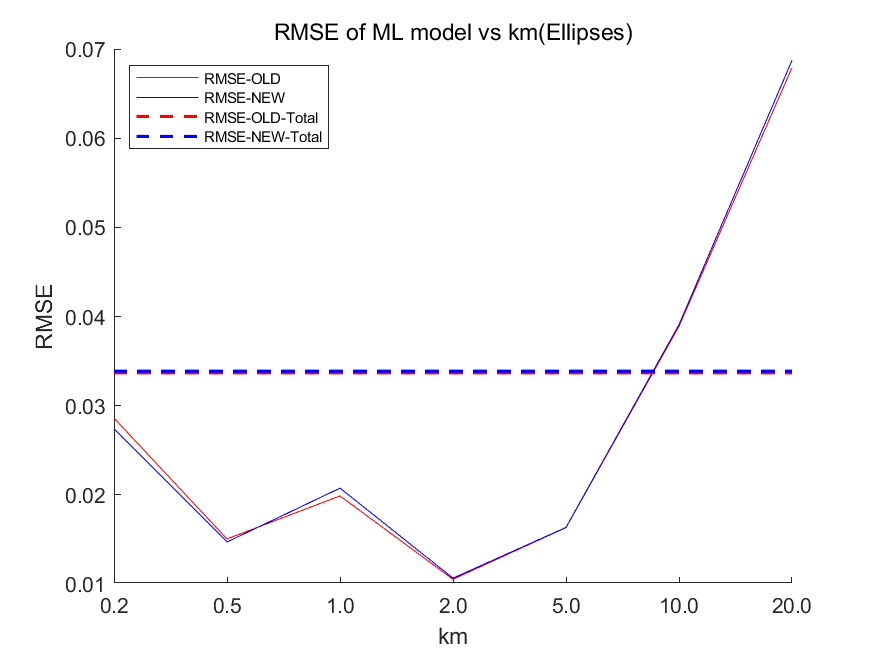 RMSE of ML model vs km(Ellipses)
0.07
0.06
0.05
0.04
0.03
0.02
0.01
RMSE
RMSE-OLD
RMSE-NEW
RMSE-OLD-Total
RMSE-NEW-Total
0.2 0.5 1.0 2.0 5.0 10.0 20.0
km